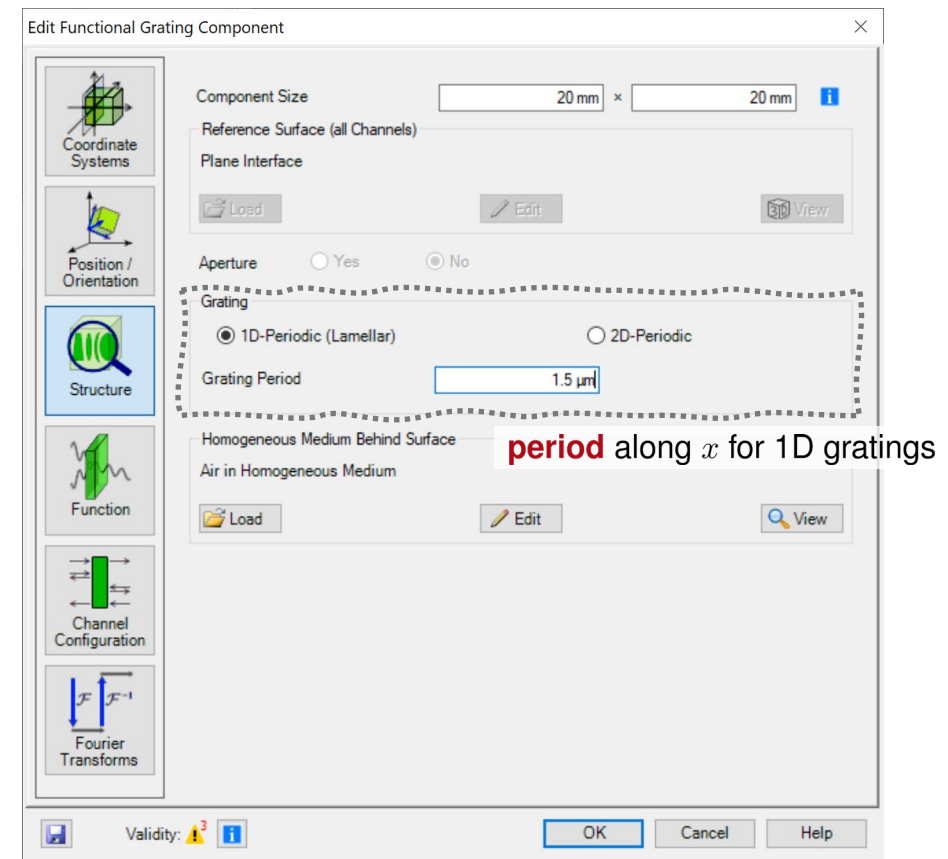 Edit Functional Grating Component
Coordinate
Systems
Position /
Orientation
Structure
Function
Channel
Configuration
Fourier
Transforms
Component Size 20 mm × 20 mm
Reference Surface (all Channels)
Plane Interface
Load Edit 3D View
Aperture Yes No
Grating
1D-Periodic (Lamellar) 2D-Periodic
Grating Period 1.5 µm
period along x for 1D gratings
Homogeneous Medium Behind Surface
Air in Homogeneous Medium
Load Edit View
ℱ ℱ⁻¹
Validity: 3 OK Cancel Help